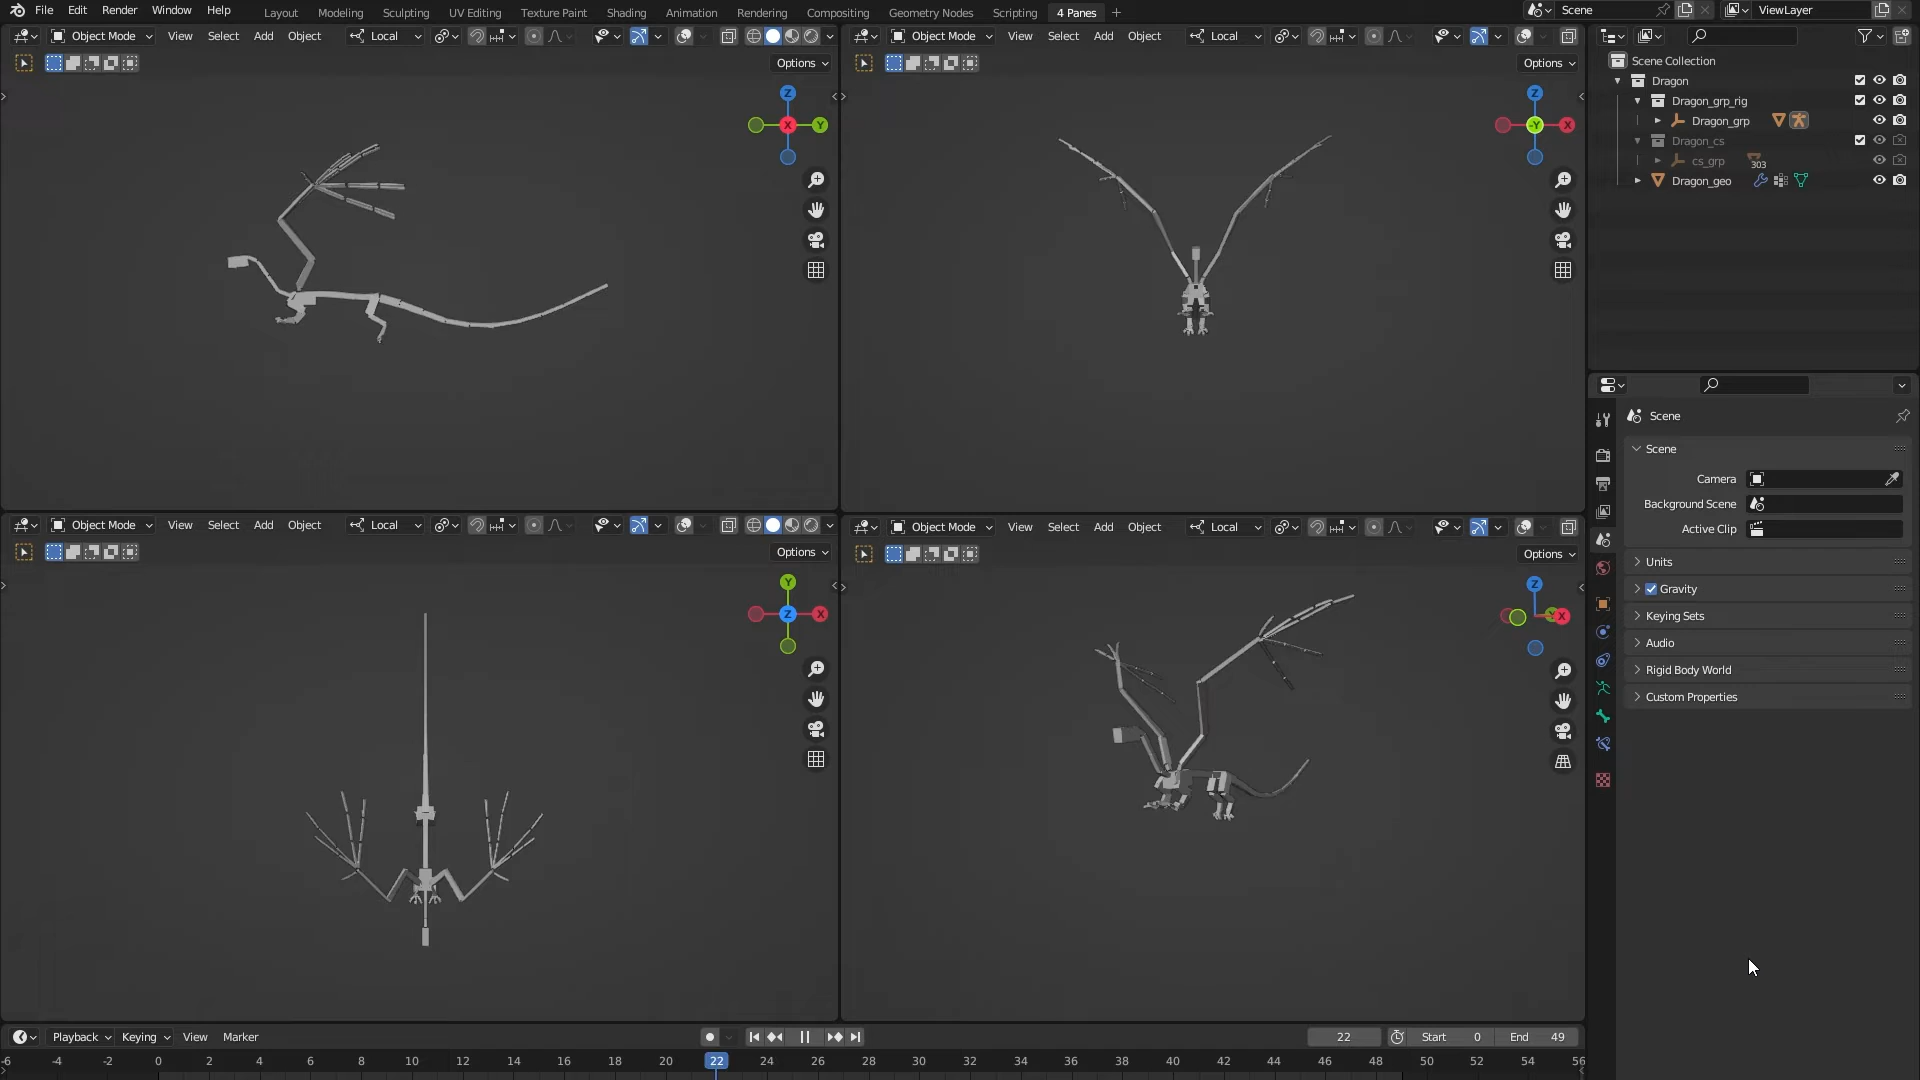 File Edit Render Window Help Layout Modeling Sculpting UV Editing Texture Paint Shading Animation Rendering Compositing Geometry Nodes Scripting 4 Panes + Scene ViewLayer
Object Mode View Select Add Object Local Object Mode View Select Add Object Local
Options Options
Scene Collection
Dragon
Dragon_grp_rig
Dragon_grp
Dragon_cs
cs_grp 303
Dragon_geo
Z X Y
Z -Y X
Scene
Scene
Camera
Background Scene
Active Clip
Units
Gravity
Keying Sets
Audio
Rigid Body World
Custom Properties
Object Mode View Select Add Object Local Object Mode View Select Add Object Local
Options Options
Y Z X
Z Y X
Playback Keying View Marker 22 Start 0 End 49
-6 -4 -2 0 2 4 6 8 10 12 14 16 18 20 22 24 26 28 30 32 34 36 38 40 42 44 46 48 50 52 54 56